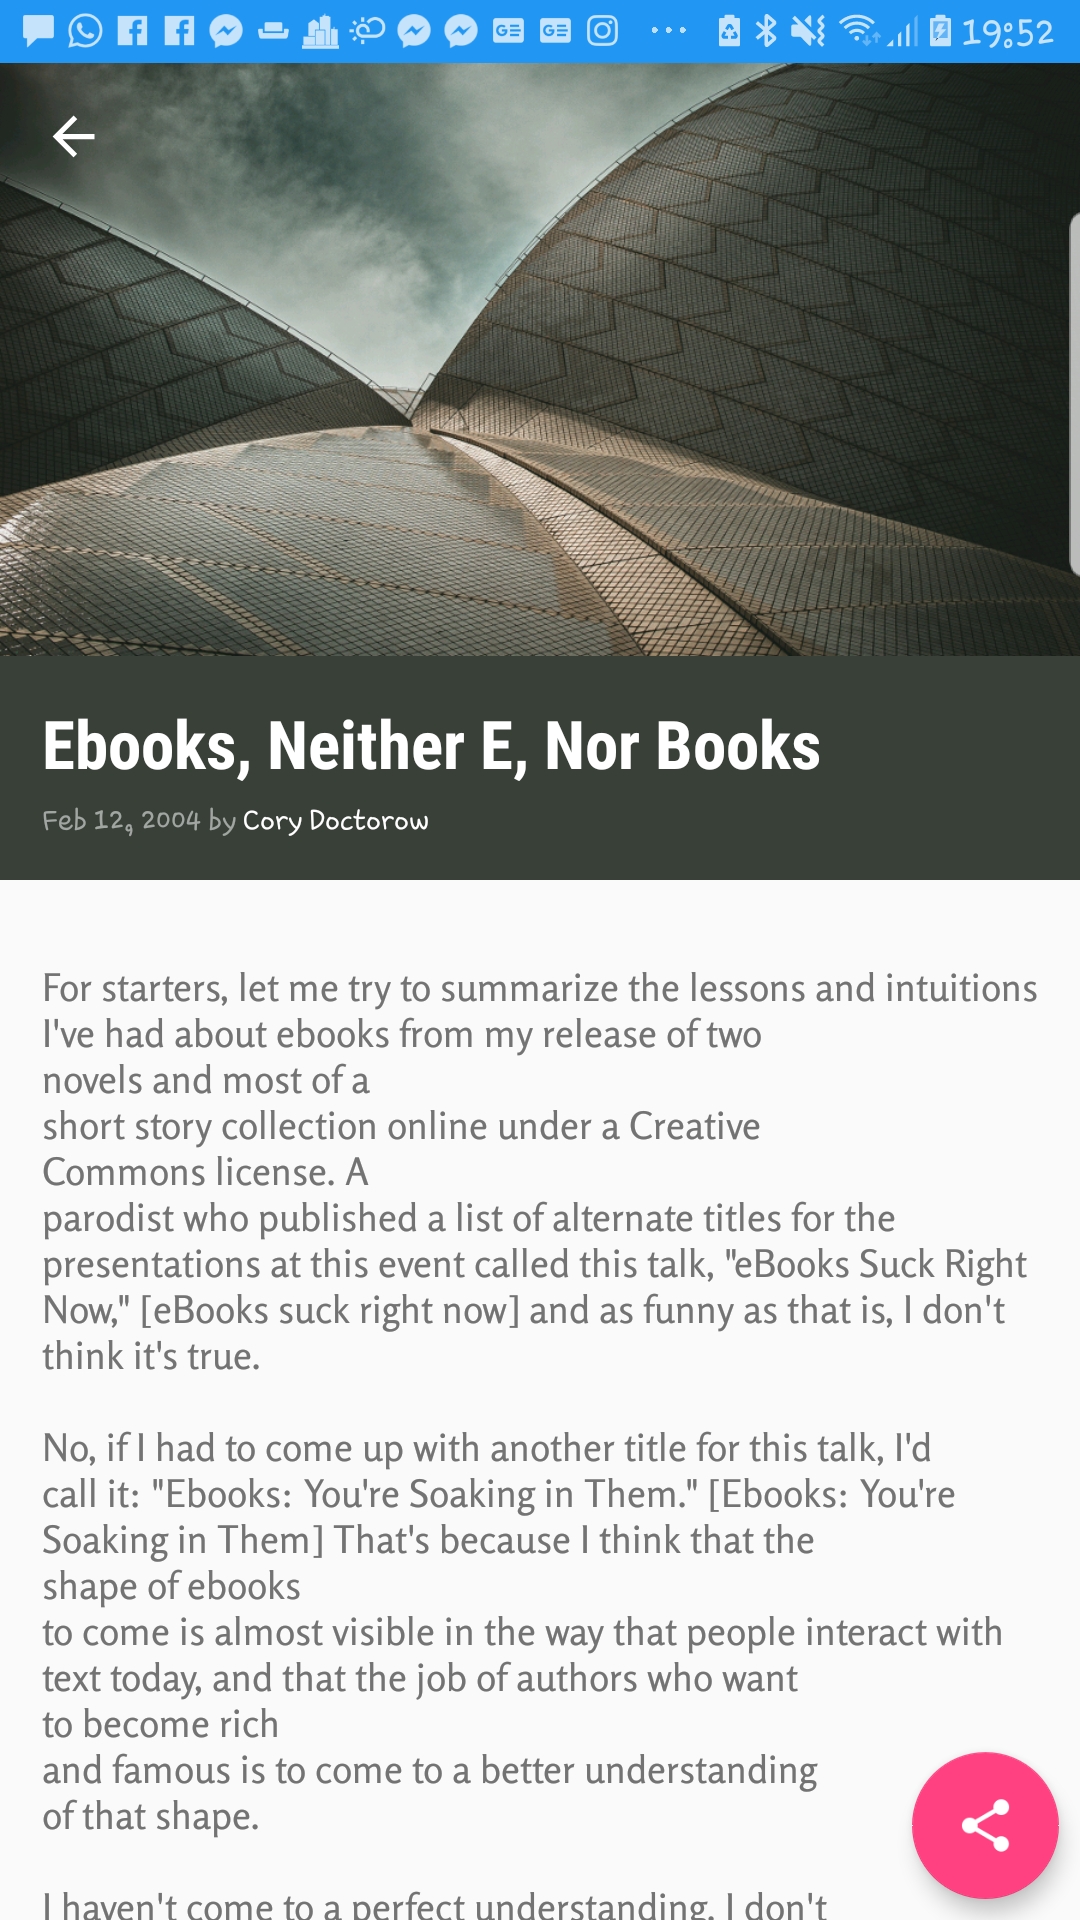 19:52
Ebooks, Neither E, Nor Books
Feb 12, 2004 by Cory Doctorow
For starters, let me try to summarize the lessons and intuitions
I've had about ebooks from my release of two
novels and most of a
short story collection online under a Creative
Commons license. A
parodist who published a list of alternate titles for the
presentations at this event called this talk, "eBooks Suck Right
Now," [eBooks suck right now] and as funny as that is, I don't
think it's true.
No, if I had to come up with another title for this talk, I'd
call it: "Ebooks: You're Soaking in Them." [Ebooks: You're
Soaking in Them] That's because I think that the
shape of ebooks
to come is almost visible in the way that people interact with
text today, and that the job of authors who want
to become rich
and famous is to come to a better understanding
of that shape.
I haven't come to a perfect understanding. I don't